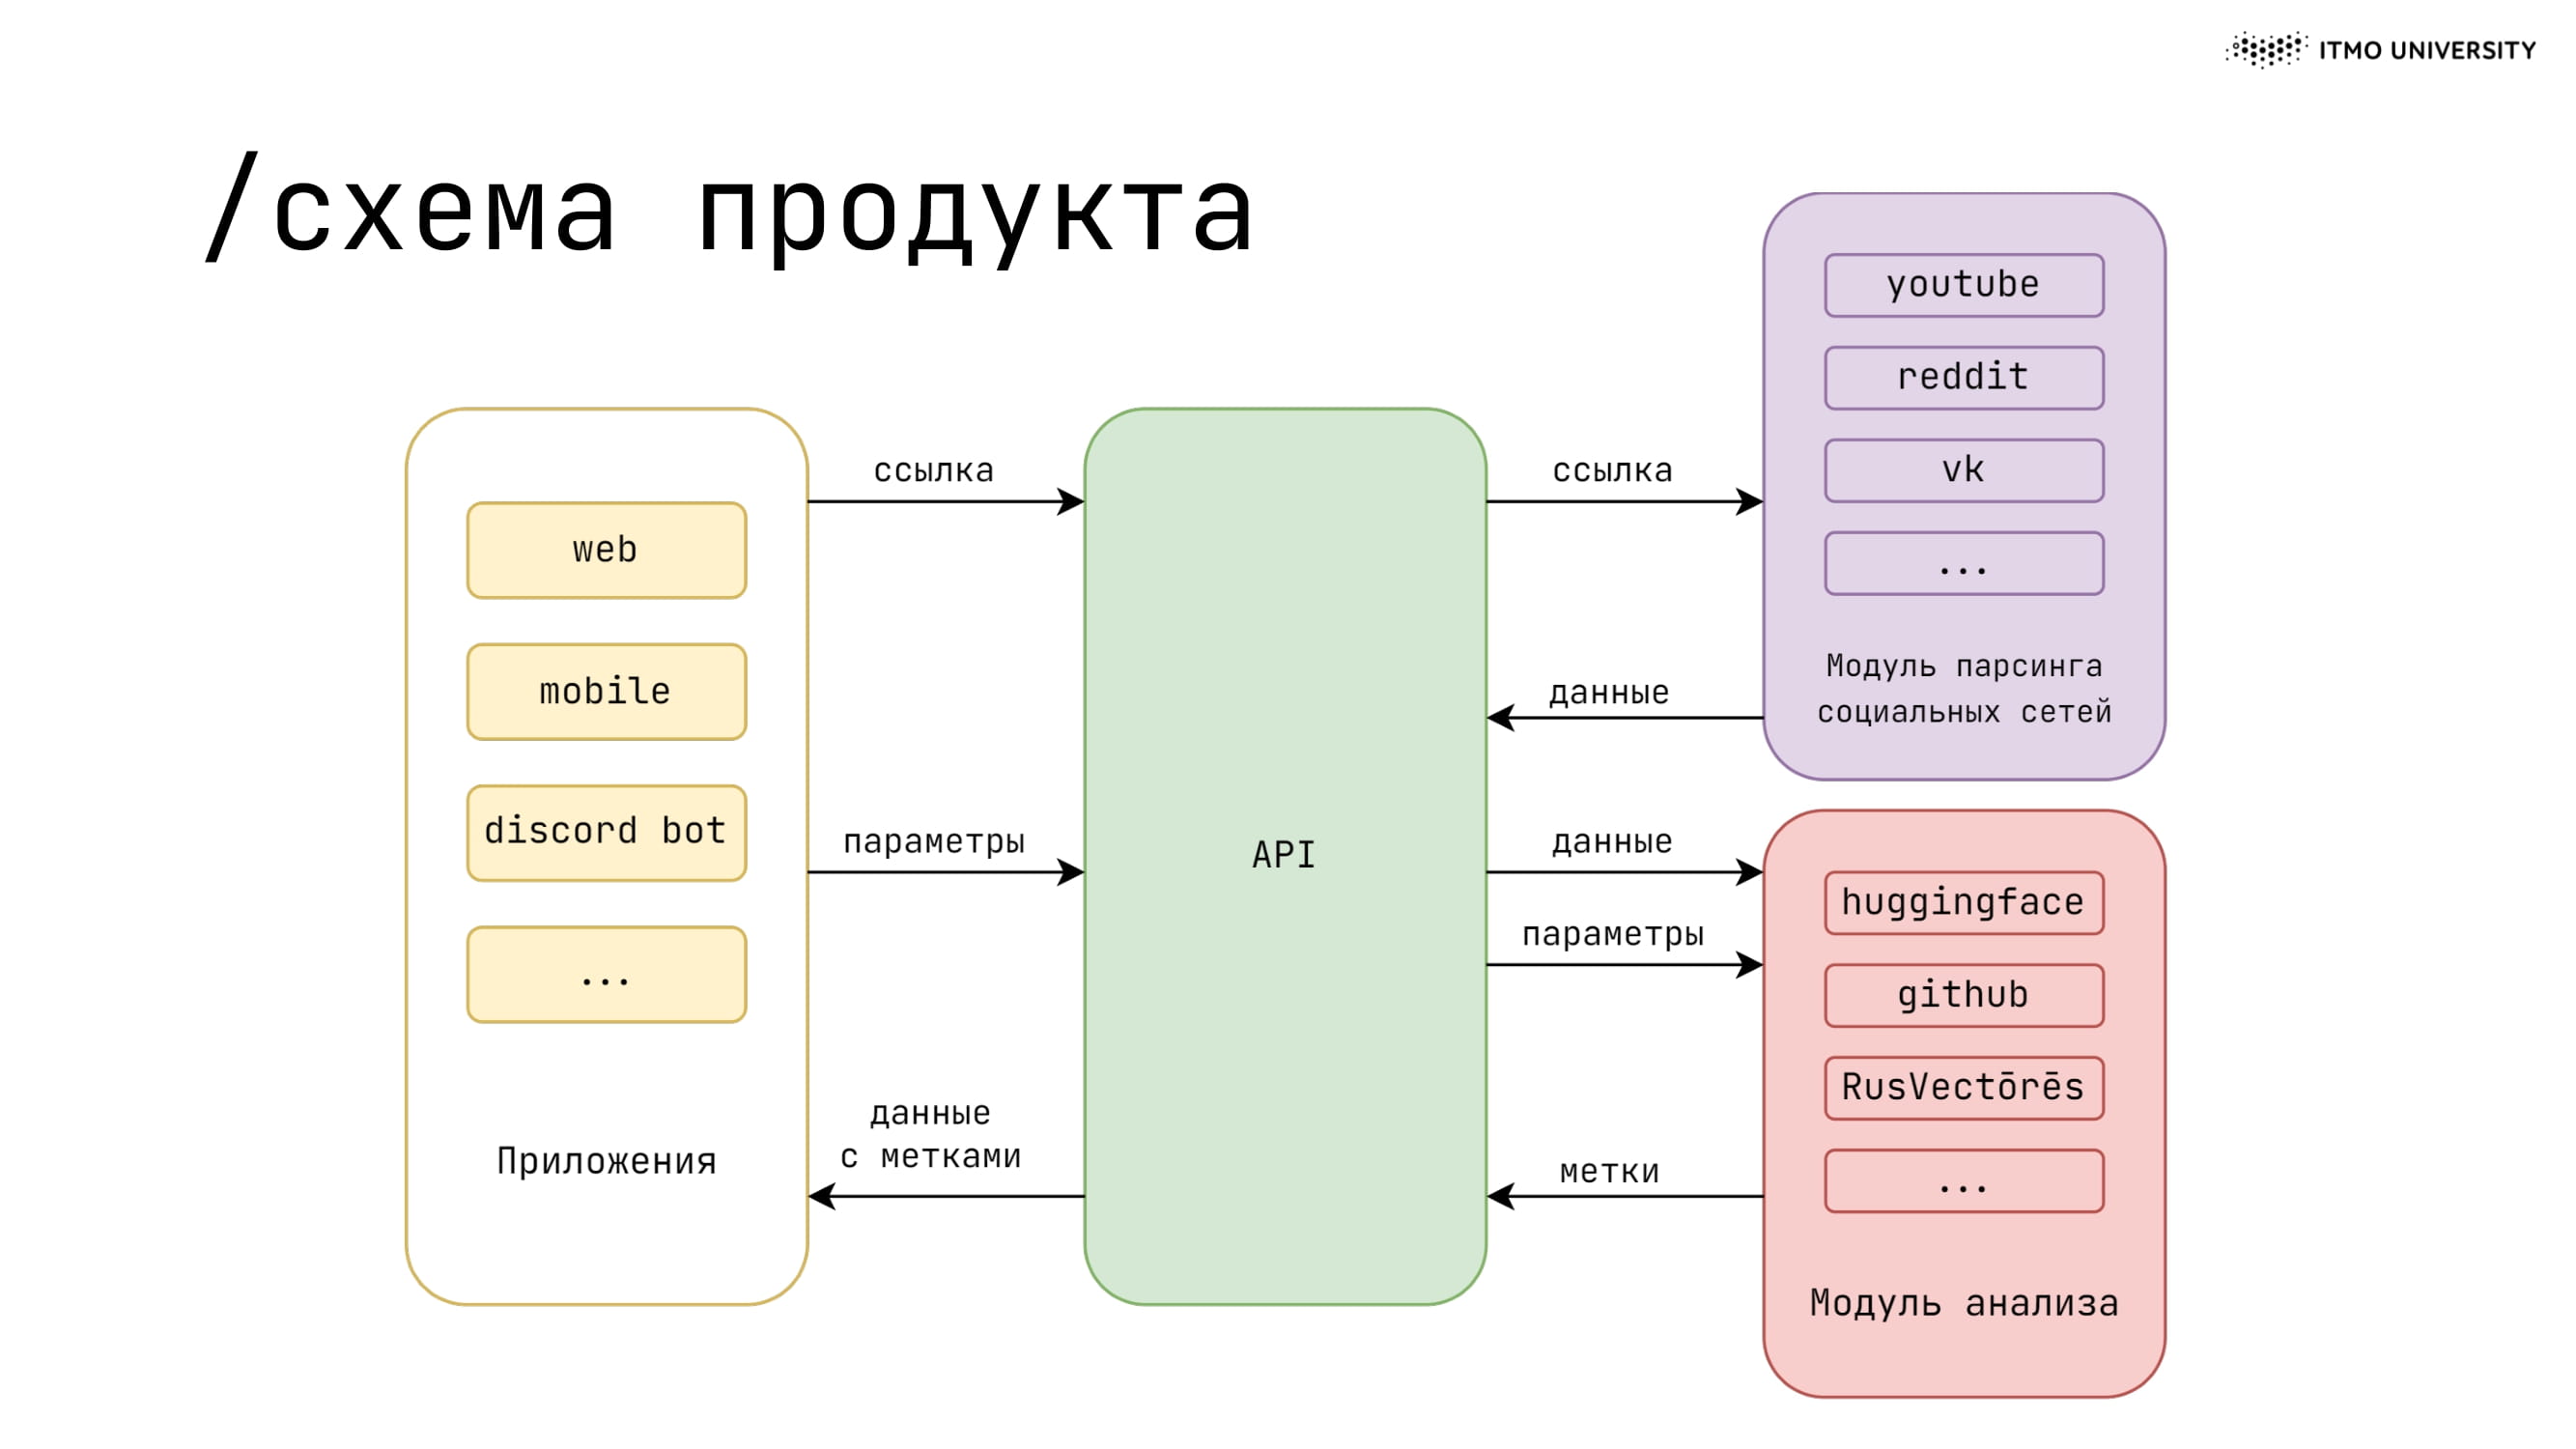 ITMO UNIVERSITY
/схема продукта
web
mobile
discord bot
...
Приложения
ссылка
параметры
данные
с метками
API
ссылка
данные
данные
параметры
метки
youtube
reddit
vk
...
Модуль парсинга
социальных сетей
huggingface
github
RusVectōrēs
...
Модуль анализа